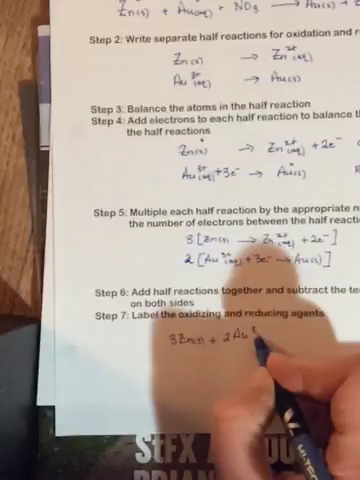 Zn(s) + Au(aq) + NO3 → Au(s) +
Step 2: Write separate half reactions for oxidation and
Zn(s) → Zn2+(aq)
Au3+(aq) → Au(s)
Step 3: Balance the atoms in the half reaction
Step 4: Add electrons to each half reaction to balance
the half reactions
Zn(s) → Zn2+(aq) + 2e-
Au3+(aq) + 3e- → Au(s)
Step 5: Multiple each half reaction by the appropriate
the number of electrons between the half
3 [Zn(s) → Zn2+(aq) + 2e-]
2 [Au3+(aq) + 3e- → Au(s)]
Step 6: Add half reactions together and subtract the
on both sides
Step 7: Label the oxidizing and reducing agents
3Zn(s) + 2Au
StFX
HI-TEC